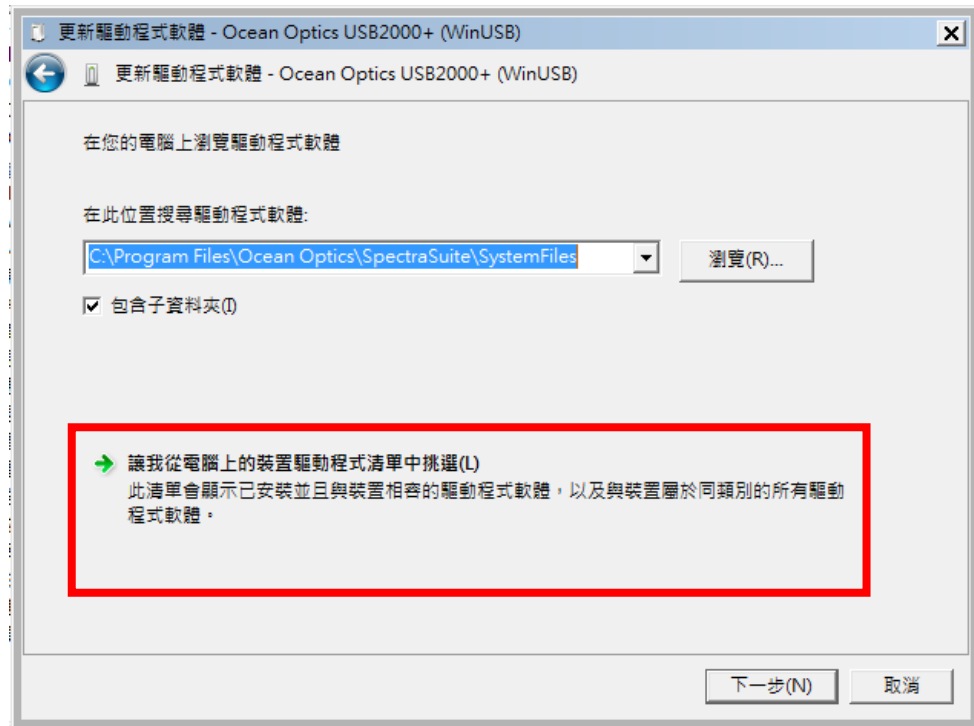 更新驅動程式軟體 - Ocean Optics USB2000+ (WinUSB)
更新驅動程式軟體 - Ocean Optics USB2000+ (WinUSB)
在您的電腦上瀏覽驅動程式軟體
在此位置搜尋驅動程式軟體:
C:\Program Files\Ocean Optics\SpectraSuite\SystemFiles
瀏覽(R)...
包含子資料夾(I)
讓我從電腦上的裝置驅動程式清單中挑選(L)
此清單會顯示已安裝並且與裝置相容的驅動程式軟體，以及與裝置屬於同類別的所有驅動
程式軟體。
下一步(N)
取消